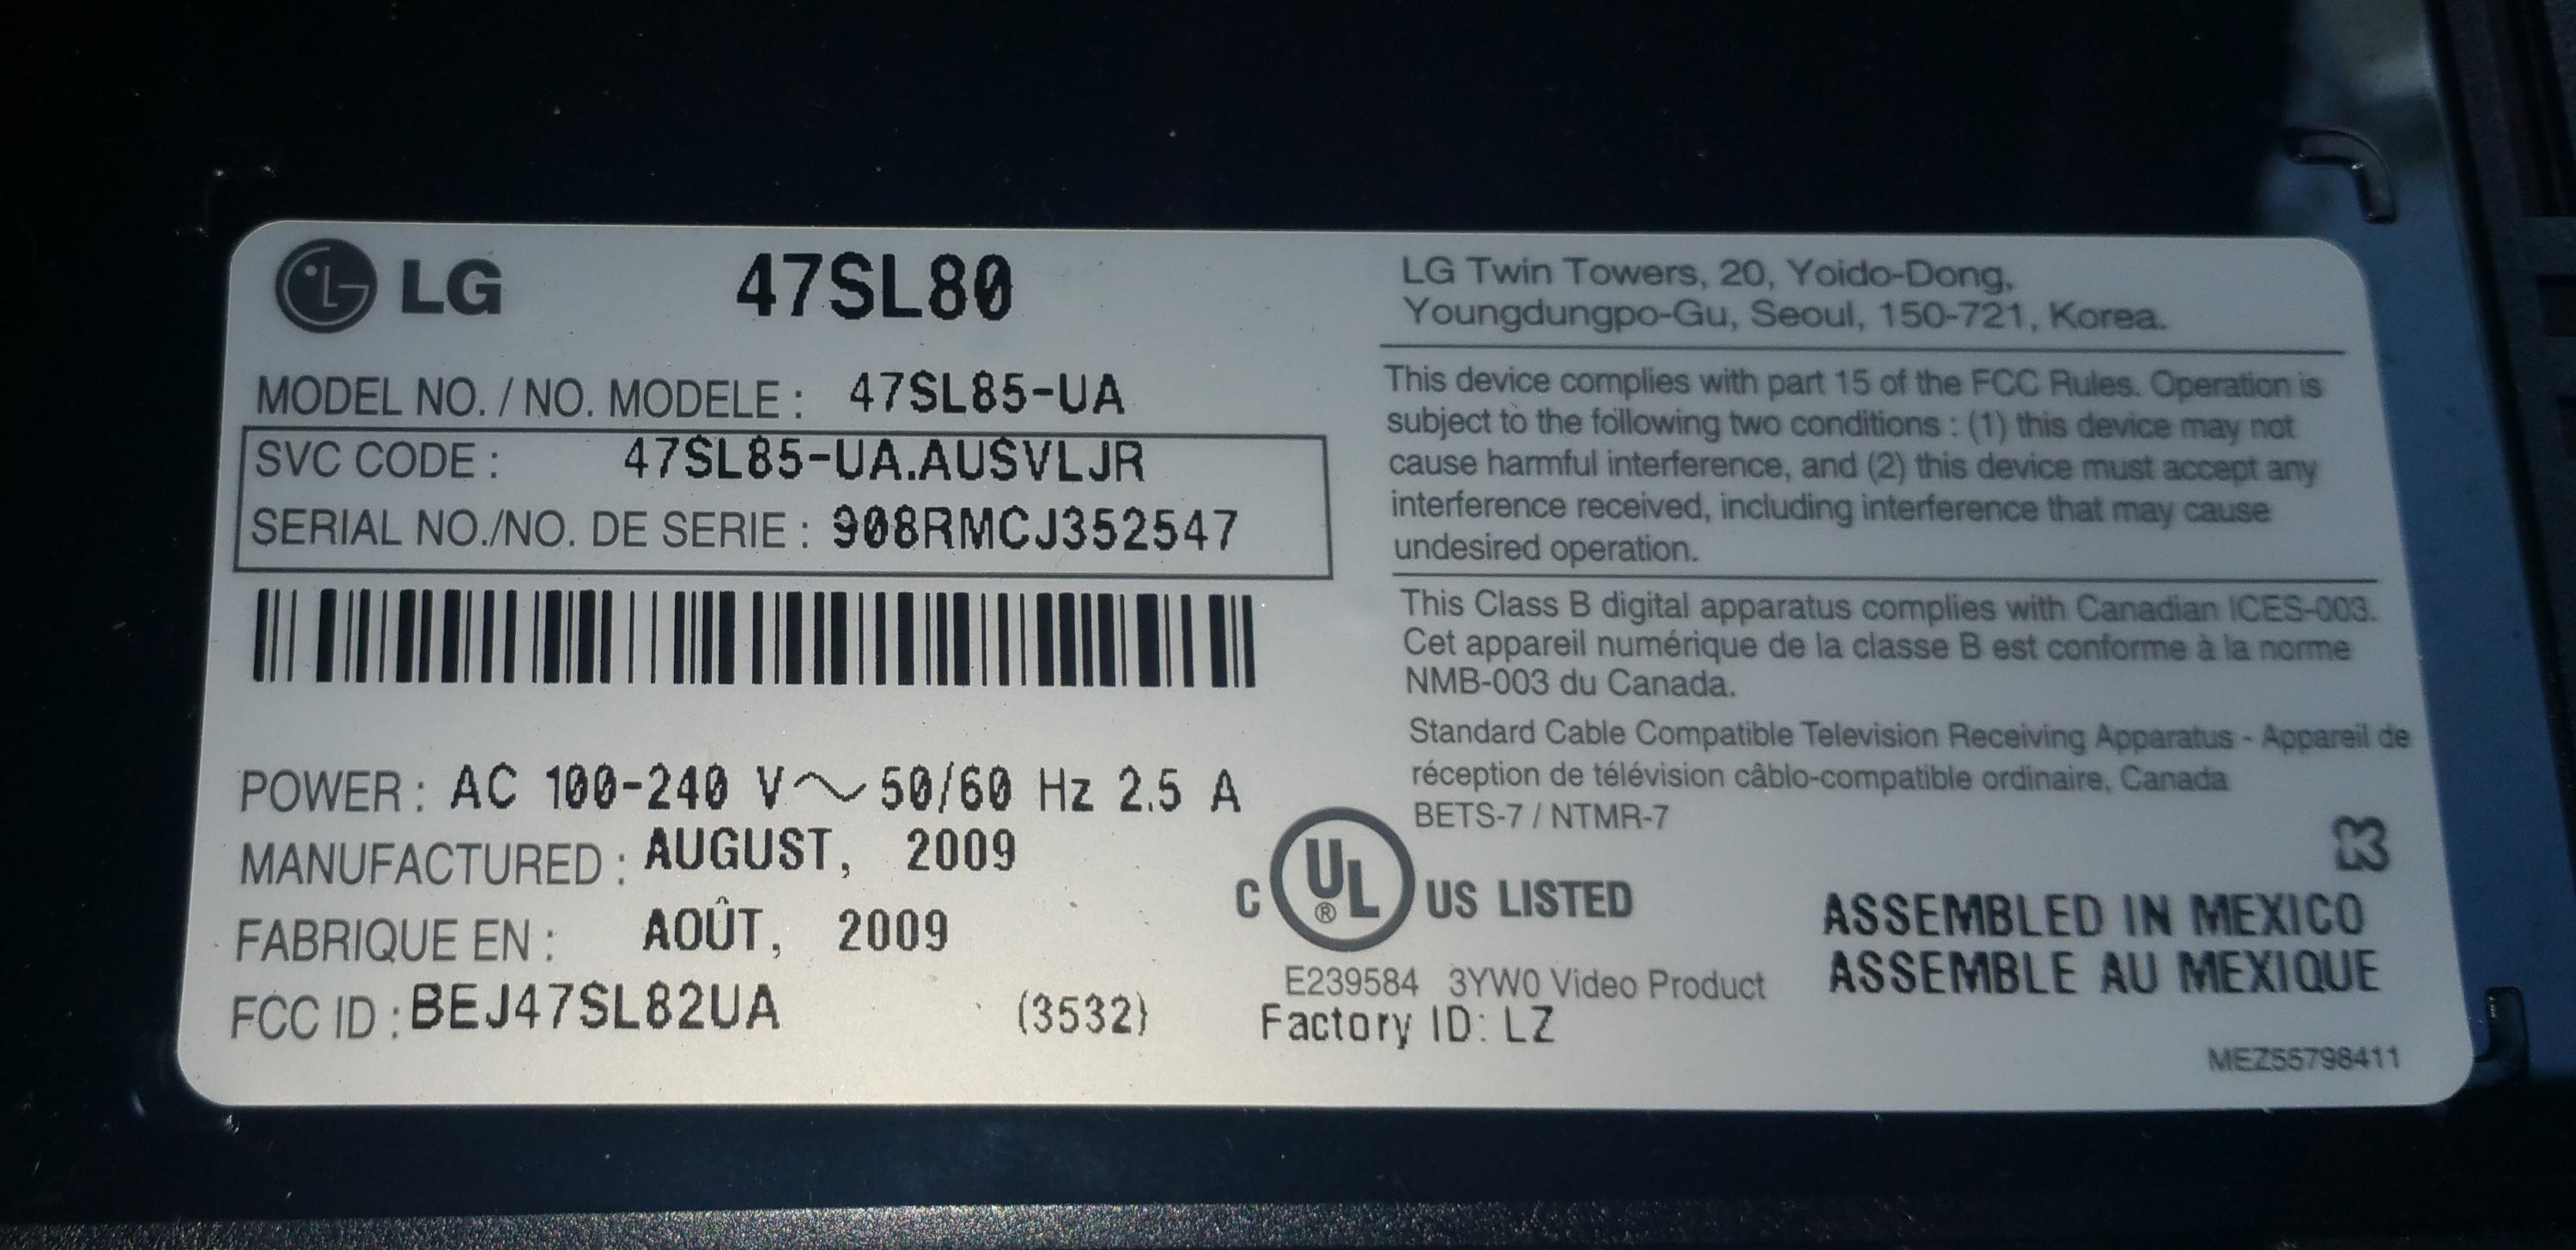 LG 47SL80
MODEL NO. / NO. MODELE : 47SL85-UA
SVC CODE : 47SL85-UA.AUSVLJR
SERIAL NO./NO. DE SERIE : 908RMCJ352547
POWER : AC 100-240 V~50/60 Hz 2.5 A
MANUFACTURED : AUGUST, 2009
FABRIQUE EN : AOÛT, 2009
FCC ID : BEJ47SL82UA (3532)
LG Twin Towers, 20, Yoido-Dong,
Youngdungpo-Gu, Seoul, 150-721, Korea.
This device complies with part 15 of the FCC Rules. Operation is
subject to the following two conditions : (1) this device may not
cause harmful interference, and (2) this device must accept any
interference received, including interference that may cause
undesired operation.
This Class B digital apparatus complies with Canadian ICES-003.
Cet appareil numérique de la classe B est conforme à la norme
NMB-003 du Canada.
Standard Cable Compatible Television Receiving Apparatus - Appareil de
réception de télévision câblo-compatible ordinaire, Canada
BETS-7 / NTMR-7
C UL® US LISTED
E239584 3YW0 Video Product
Factory ID: LZ
ASSEMBLED IN MEXICO
ASSEMBLE AU MEXIQUE
MEZ55798411